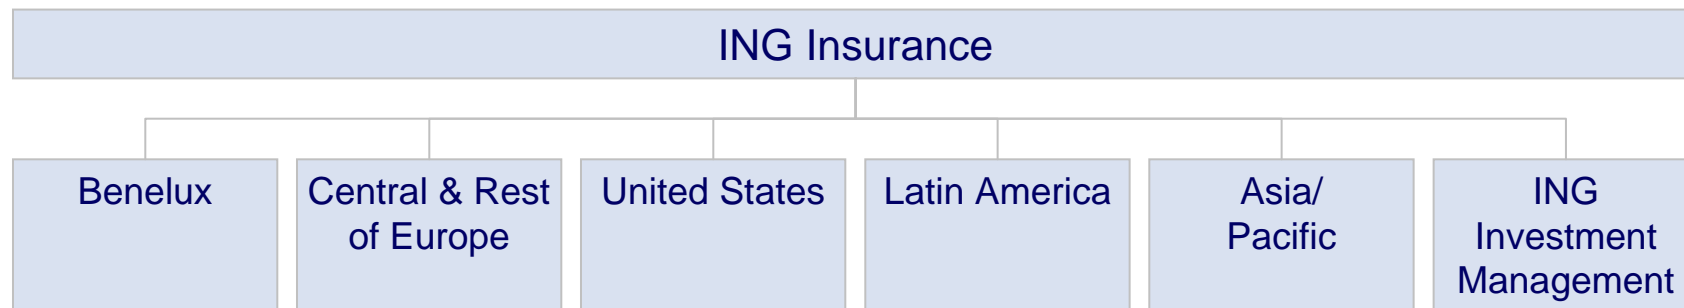 ING Insurance
Benelux
Central & Rest
of Europe
United States
Latin America
Asia/
Pacific
ING
Investment
Management